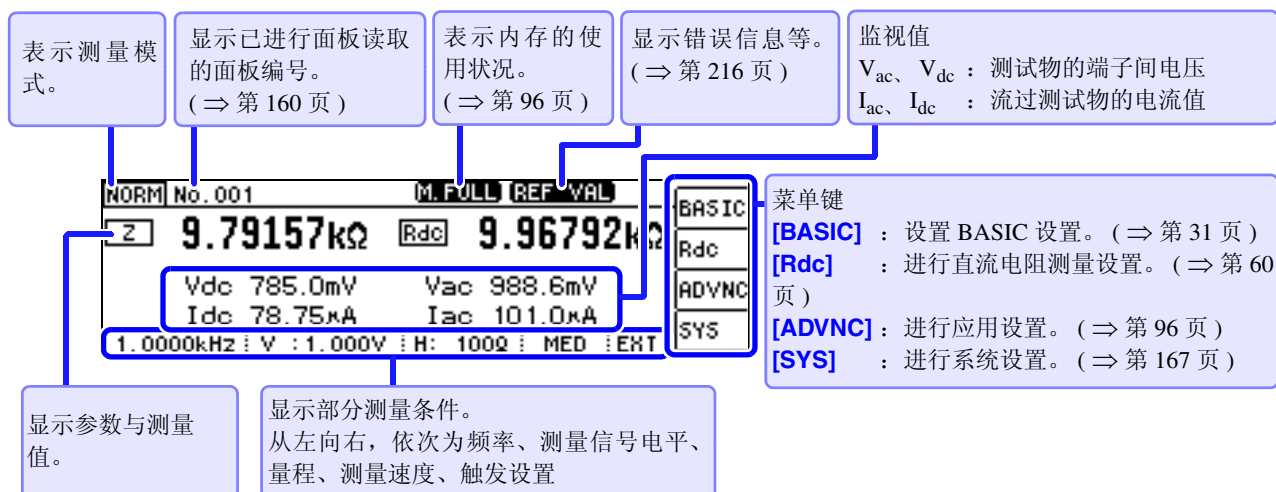 表示测量模
式。
显示已进行面板读取
的面板编号。
( ⇒ 第 160 页 )
表示内存的使
用状况。
( ⇒ 第 96 页 )
显示错误信息等。
( ⇒ 第 216 页 )
监视值
Vac、 Vdc ：测试物的端子间电压
Iac、 Idc ：流过测试物的电流值
NORM No.001 M.FULL REF VAL
Z 9.79157kΩ Rdc 9.96792kΩ
Vdc 785.0mV Vac 988.6mV
Idc 78.75μA Iac 101.0μA
1.0000kHz V :1.000V H: 100Ω MED EXT
BASIC
Rdc
ADVNC
SYS
菜单键
[BASIC] ：设置 BASIC 设置。 ( ⇒ 第 31 页 )
[Rdc] ：进行直流电阻测量设置。 ( ⇒ 第 60
页 )
[ADVNC] ：进行应用设置。 ( ⇒ 第 96 页 )
[SYS] ：进行系统设置。 ( ⇒ 第 167 页 )
显示参数与测量
值。
显示部分测量条件。
从左向右，依次为频率、测量信号电平、
量程、测量速度、触发设置